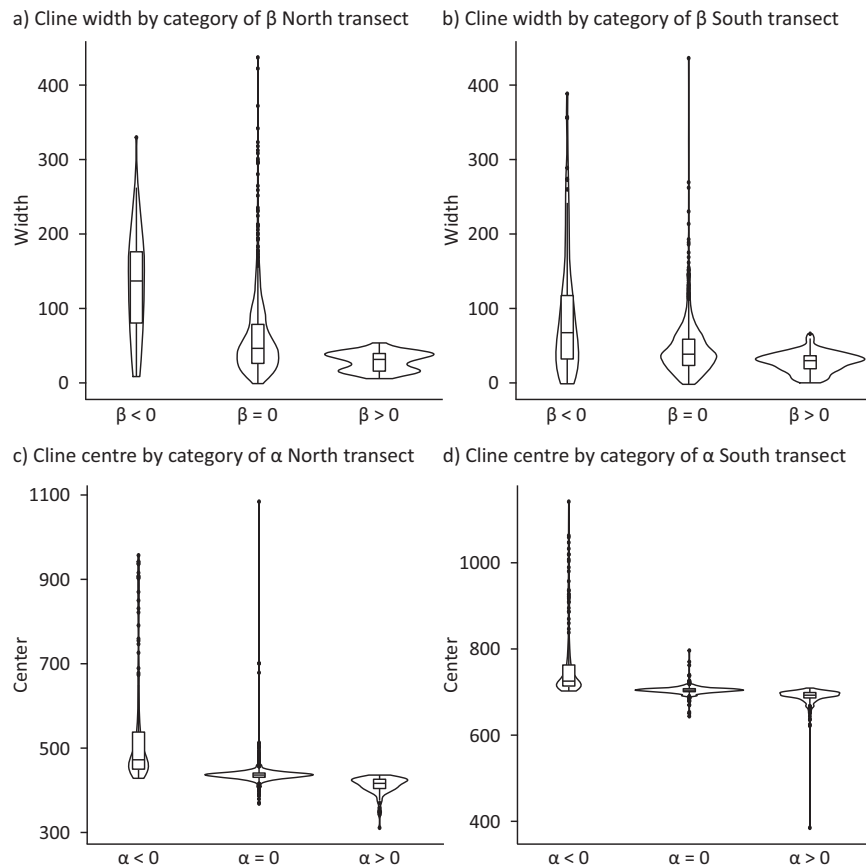 a) Cline width by category of β North transect
Width
400
300
200
100
0
β < 0
β = 0
β > 0
b) Cline width by category of β South transect
Width
400
300
200
100
0
β < 0
β = 0
β > 0
c) Cline centre by category of α North transect
Center
1100
900
700
500
300
α < 0
α = 0
α > 0
d) Cline centre by category of α South transect
Center
1000
800
600
400
α < 0
α = 0
α > 0